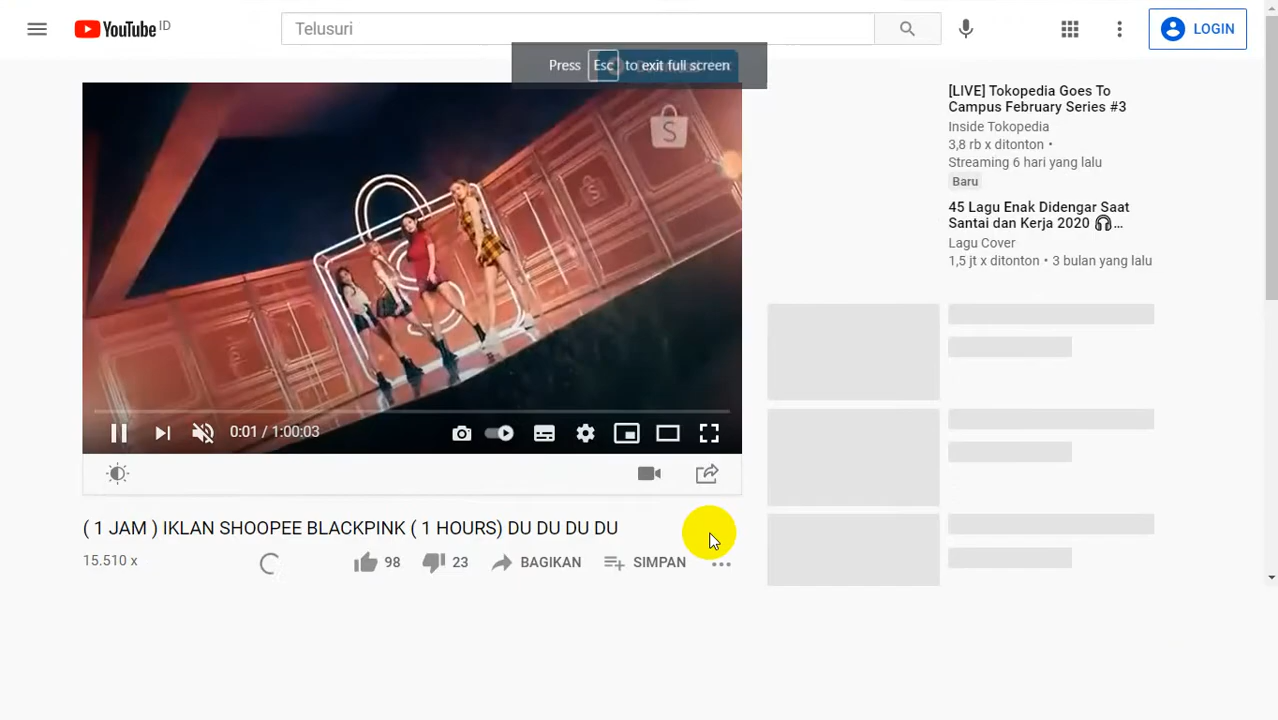 YouTube ID
Telusuri
LOGIN
Press Esc to exit full screen
S
[LIVE] Tokopedia Goes To
Campus February Series #3
Inside Tokopedia
3,8 rb x ditonton •
Streaming 6 hari yang lalu
Baru
45 Lagu Enak Didengar Saat
Santai dan Kerja 2020 🎧...
Lagu Cover
1,5 jt x ditonton • 3 bulan yang lalu
0:01 / 1:00:03
( 1 JAM ) IKLAN SHOOPEE BLACKPINK ( 1 HOURS) DU DU DU DU
15.510 x
98
23
BAGIKAN
SIMPAN